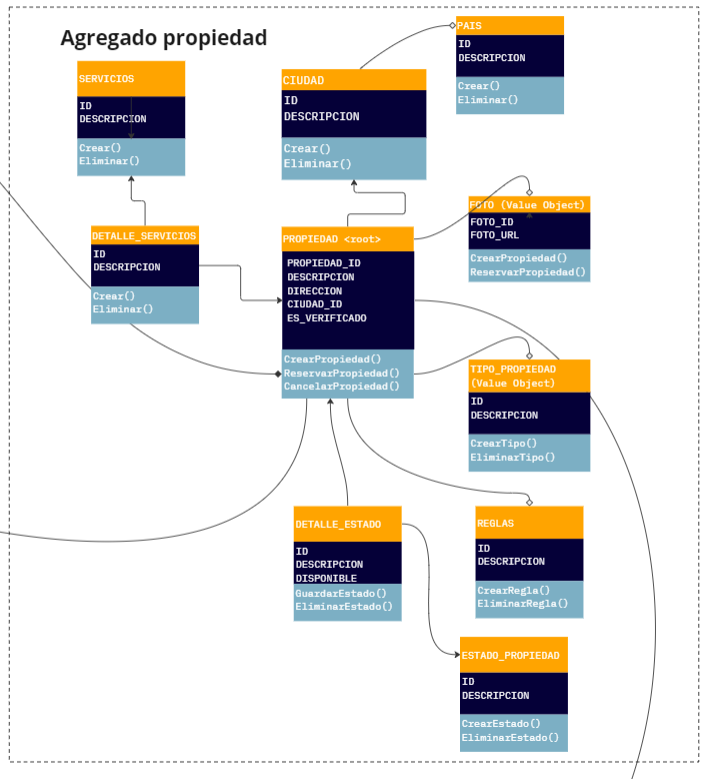 Agregado propiedad
SERVICIOS
ID
DESCRIPCION
Crear()
Eliminar()
CIUDAD
ID
DESCRIPCION
Crear()
Eliminar()
PAIS
ID
DESCRIPCION
Crear()
Eliminar()
DETALLE_SERVICIOS
ID
DESCRIPCION
Crear()
Eliminar()
PROPIEDAD <root>
PROPIEDAD_ID
DESCRIPCION
DIRECCION
CIUDAD_ID
ES_VERIFICADO
CrearPropiedad()
ReservarPropiedad()
CancelarPropiedad()
FOTO (Value Object)
FOTO_ID
FOTO_URL
CrearPropiedad()
ReservarPropiedad()
TIPO_PROPIEDAD
(Value Object)
ID
DESCRIPCION
CrearTipo()
EliminarTipo()
DETALLE_ESTADO
ID
DESCRIPCION
DISPONIBLE
GuardarEstado()
EliminarEstado()
REGLAS
ID
DESCRIPCION
CrearRegla()
EliminarRegla()
ESTADO_PROPIEDAD
ID
DESCRIPCION
CrearEstado()
EliminarEstado()